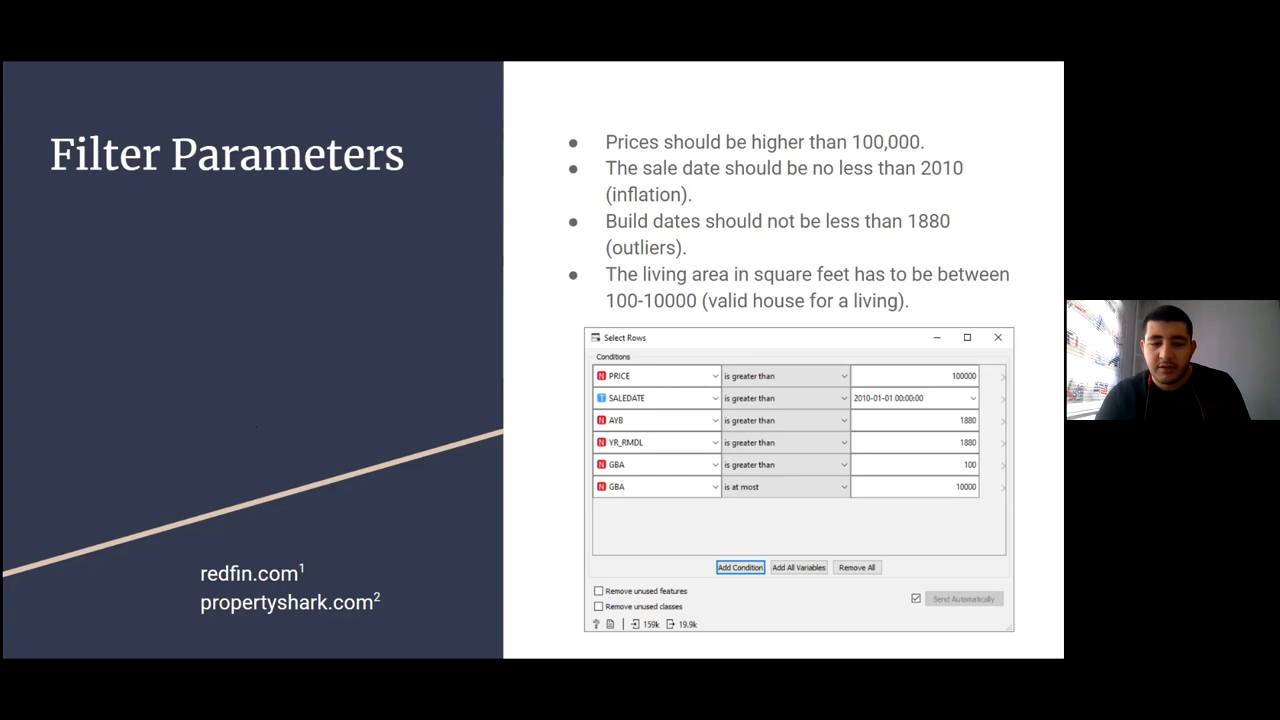 Filter Parameters
redfin.com1
propertyshark.com2
● Prices should be higher than 100,000.
● The sale date should be no less than 2010
(inflation).
● Build dates should not be less than 1880
(outliers).
● The living area in square feet has to be between
100-10000 (valid house for a living).
Select Rows
Conditions
N PRICE is greater than 100000
T SALEDATE is greater than 2010-01-01 00:00:00
N AYB is greater than 1880
N YR_RMDL is greater than 1880
N GBA is greater than 100
N GBA is at most 10000
Add Condition Add All Variables Remove All
Remove unused features
Remove unused classes
Send Automatically
? 159k 19.9k